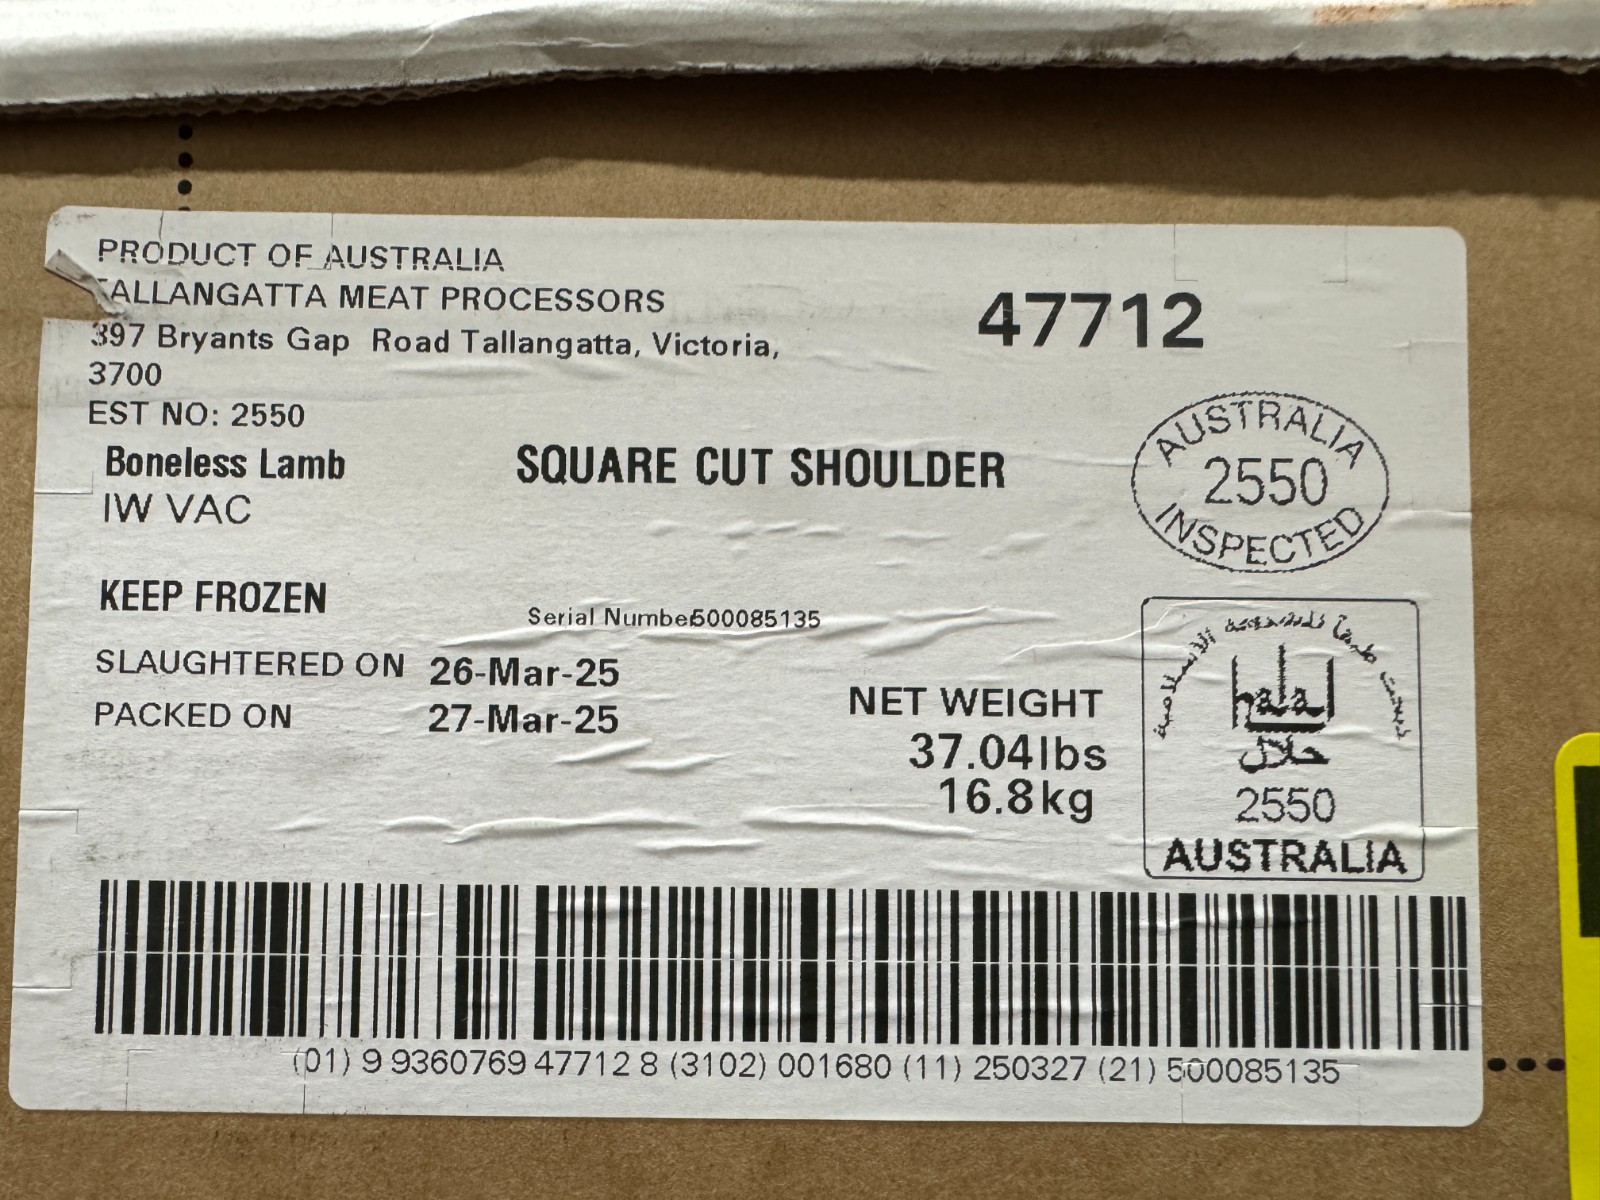 PRODUCT OF AUSTRALIA
TALLANGATTA MEAT PROCESSORS
397 Bryants Gap Road Tallangatta, Victoria,
3700
EST NO: 2550
47712
Boneless Lamb
IW VAC
SQUARE CUT SHOULDER
AUSTRALIA
2550
INSPECTED
KEEP FROZEN
Serial Number500085135
SLAUGHTERED ON 26-Mar-25
PACKED ON 27-Mar-25
NET WEIGHT
37.04lbs
16.8kg
halal
حلال
2550
AUSTRALIA
(01) 9 9360769 47712 8 (3102) 001680 (11) 250327 (21) 500085135